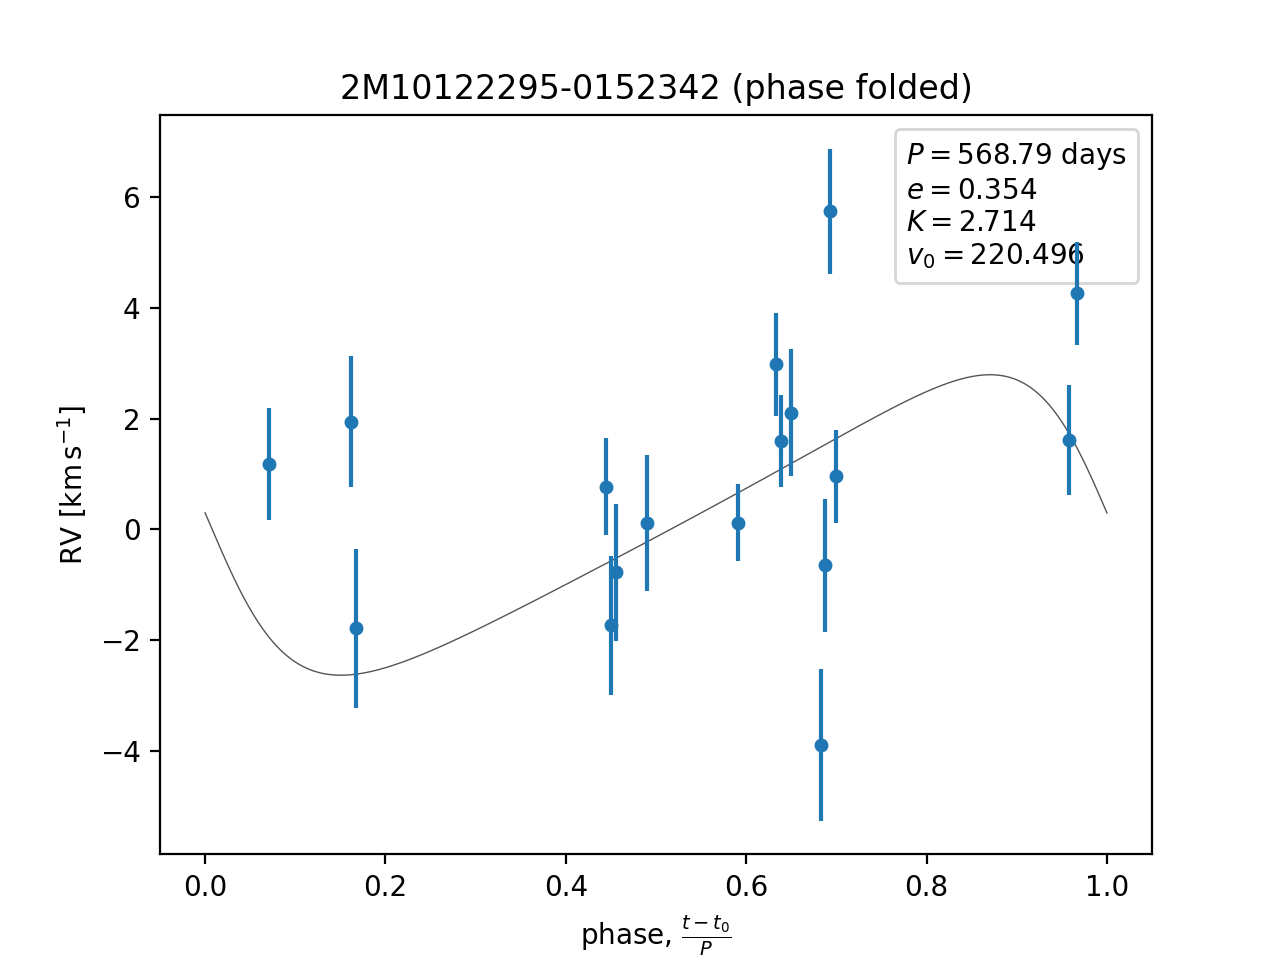 2M10122295-0152342 (phase folded)
P = 568.79 days
e = 0.354
K = 2.714
v₀ = 220.496
6
4
2
0
−2
−4
RV [km s⁻¹]
0.0 0.2 0.4 0.6 0.8 1.0
phase, (t − t₀)/P